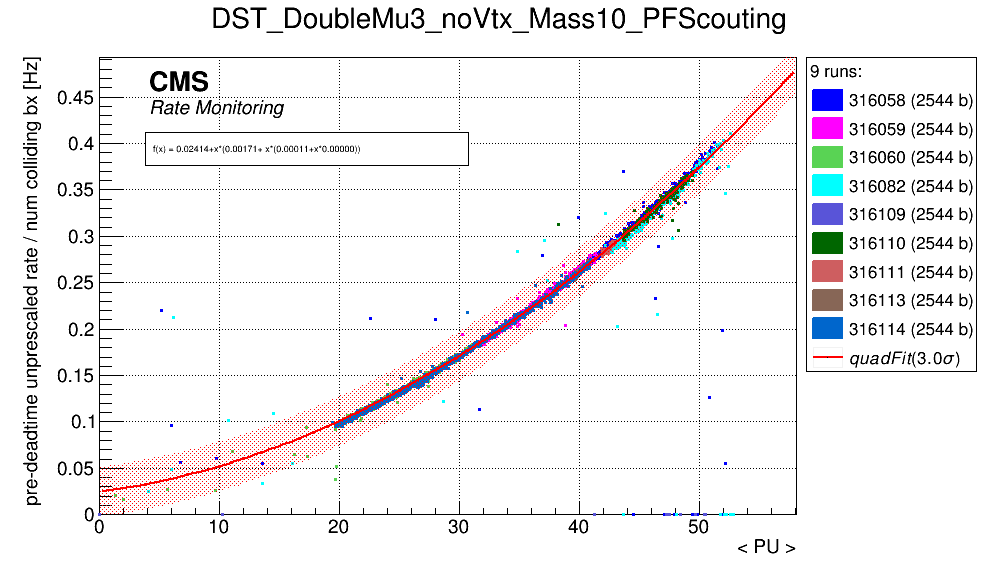 DST_DoubleMu3_noVtx_Mass10_PFScouting
pre-deadtime unprescaled rate / num colliding bx [Hz]
CMS
Rate Monitoring
f(x) = 0.02414+x*(0.00171+ x*(0.00011+x*0.00000))
0.45
0.4
0.35
0.3
0.25
0.2
0.15
0.1
0.05
0
0 10 20 30 40 50
< PU >
9 runs:
316058 (2544 b)
316059 (2544 b)
316060 (2544 b)
316082 (2544 b)
316109 (2544 b)
316110 (2544 b)
316111 (2544 b)
316113 (2544 b)
316114 (2544 b)
quadFit(3.0σ)